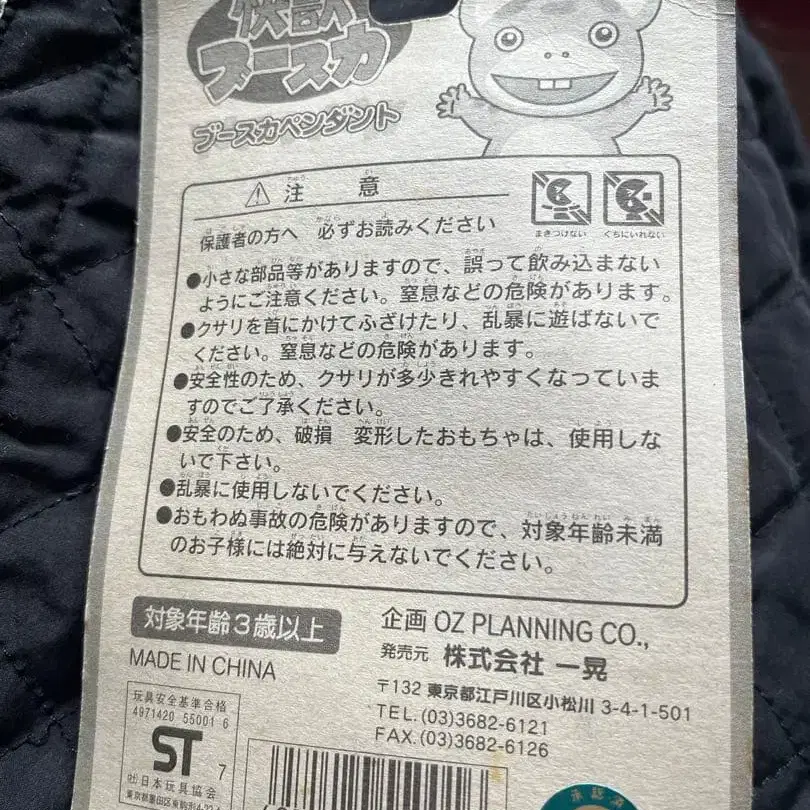 快獣
ブースカ
ブースカペンダント
注 意
保護者の方へ 必ずお読みください
まきつけない
くちにいれない
●小さな部品等がありますので、誤って飲み込まない
ようにご注意ください。窒息などの危険があります。
●クサリを首にかけてふざけたり、乱暴に遊ばないで
ください。窒息などの危険があります。
●安全性のため、クサリが多少きれやすくなっていま
すのでご了承ください。
●安全のため、破損 変形したおもちゃは、使用しな
いで下さい。
●乱暴に使用しないでください。
●おもわぬ事故の危険がありますので、対象年齢未満
のお子様には絶対に与えないでください。
対象年齢3歳以上
MADE IN CHINA
企画 OZ PLANNING CO.,
発売元 株式会社 一晃
〒132 東京都江戸川区小松川 3-4-1-501
TEL.(03)3682-6121
FAX.(03)3682-6126
玩具安全基準合格
4971420 55001 6
ST 7
(社)日本玩具協会